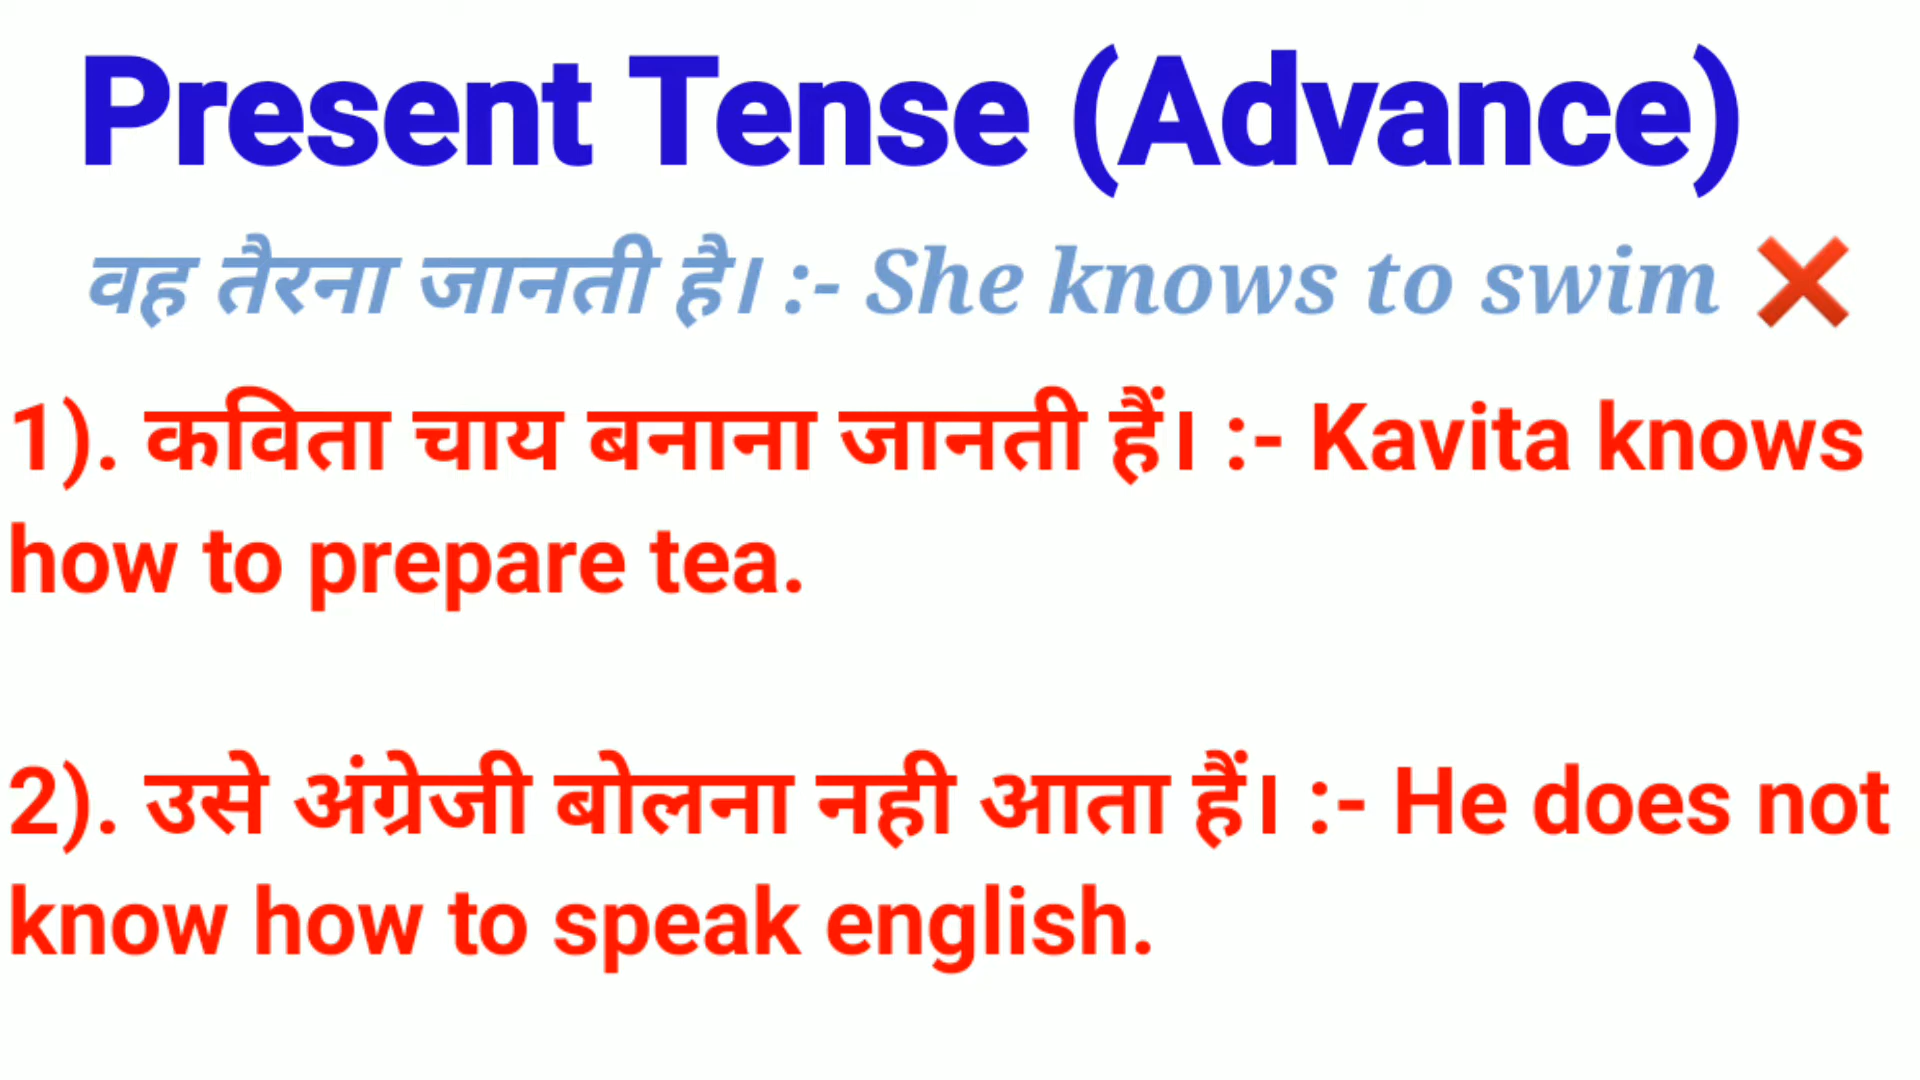 Present Tense (Advance)
वह तैरना जानती है। :- She knows to swim ❌
1). कविता चाय बनाना जानती हैं। :- Kavita knows
how to prepare tea.
2). उसे अंग्रेजी बोलना नही आता हैं। :- He does not
know how to speak english.